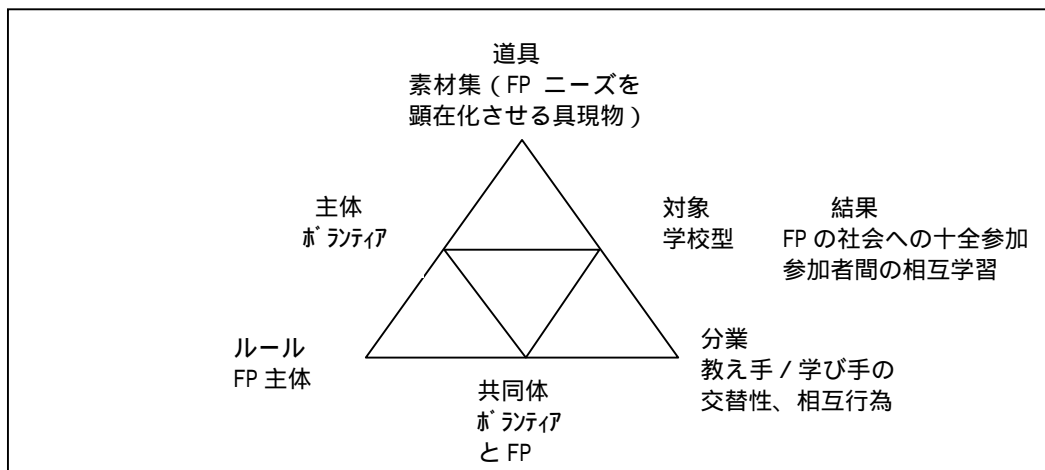 道具
素材集（FP ニーズを
顕在化させる具現物）
主体
ﾎﾞﾗﾝﾃｨｱ
対象
学校型
結果
FP の社会への十全参加
参加者間の相互学習
ルール
FP 主体
共同体
ﾎﾞﾗﾝﾃｨｱ
と FP
分業
教え手 / 学び手の
交替性、相互行為